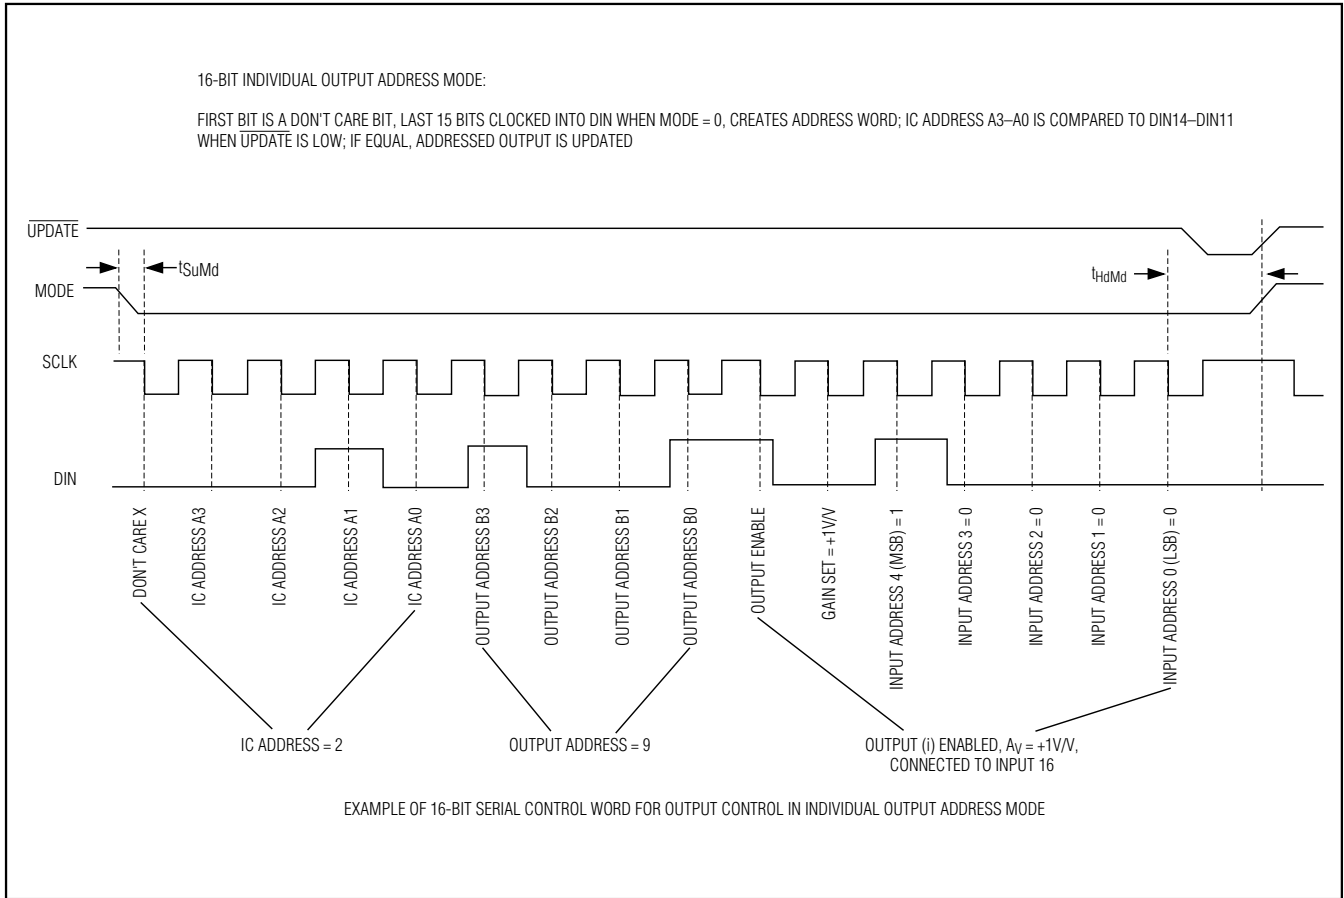 16-BIT INDIVIDUAL OUTPUT ADDRESS MODE:
FIRST BIT IS A DON'T CARE BIT, LAST 15 BITS CLOCKED INTO DIN WHEN MODE = 0, CREATES ADDRESS WORD; IC ADDRESS A3–A0 IS COMPARED TO DIN14–DIN11
WHEN UPDATE IS LOW; IF EQUAL, ADDRESSED OUTPUT IS UPDATED
UPDATE
tSuMd
tHdMd
MODE
SCLK
DIN
DON'T CARE X
IC ADDRESS A3
IC ADDRESS A2
IC ADDRESS A1
IC ADDRESS A0
OUTPUT ADDRESS B3
OUTPUT ADDRESS B2
OUTPUT ADDRESS B1
OUTPUT ADDRESS B0
OUTPUT ENABLE
GAIN SET = +1V/V
INPUT ADDRESS 4 (MSB) = 1
INPUT ADDRESS 3 = 0
INPUT ADDRESS 2 = 0
INPUT ADDRESS 1 = 0
INPUT ADDRESS 0 (LSB) = 0
IC ADDRESS = 2
OUTPUT ADDRESS = 9
OUTPUT (i) ENABLED, AV = +1V/V,
CONNECTED TO INPUT 16
EXAMPLE OF 16-BIT SERIAL CONTROL WORD FOR OUTPUT CONTROL IN INDIVIDUAL OUTPUT ADDRESS MODE